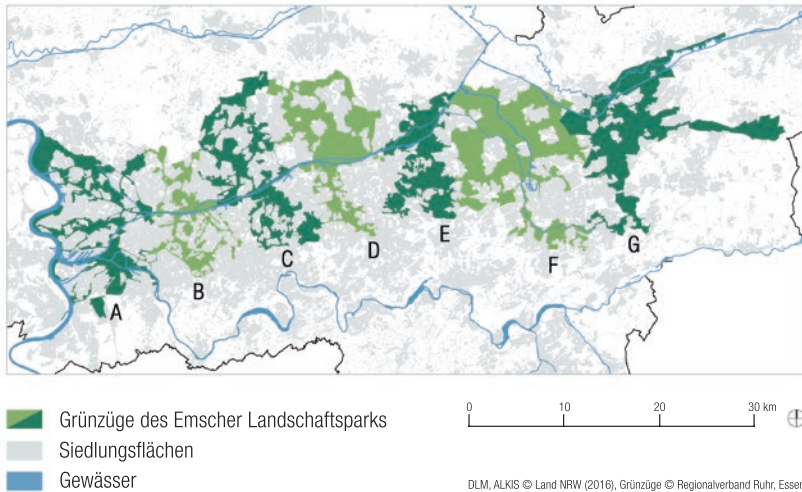 A
B
C
D
E
F
G
Grünzüge des Emscher Landschaftsparks
Siedlungsflächen
Gewässer
0 10 20 30 km
DLM, ALKIS © Land NRW (2016), Grünzüge © Regionalverband Ruhr, Essen